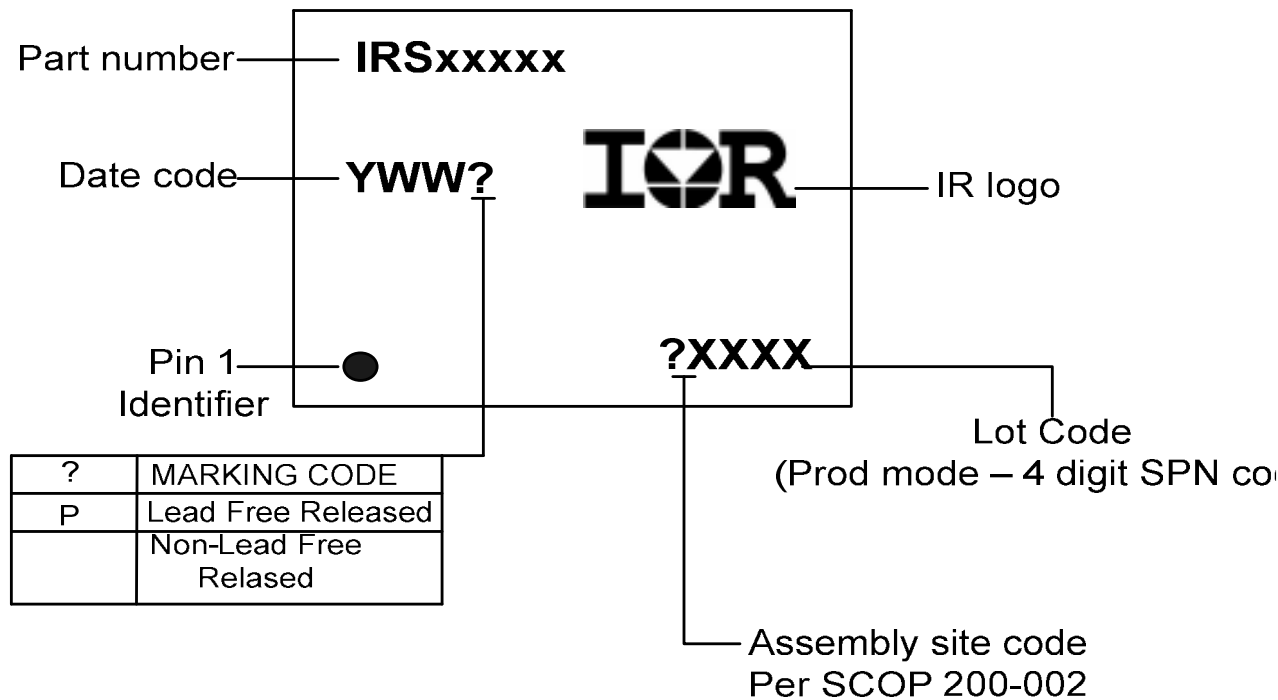 Part number
IRSxxxxx
Date code
YWW?
IOR
IR logo
Pin 1
Identifier
?XXXX
Lot Code
(Prod mode – 4 digit SPN
? MARKING CODE
P Lead Free Released
Non-Lead Free
Relased
Assembly site code
Per SCOP 200-002